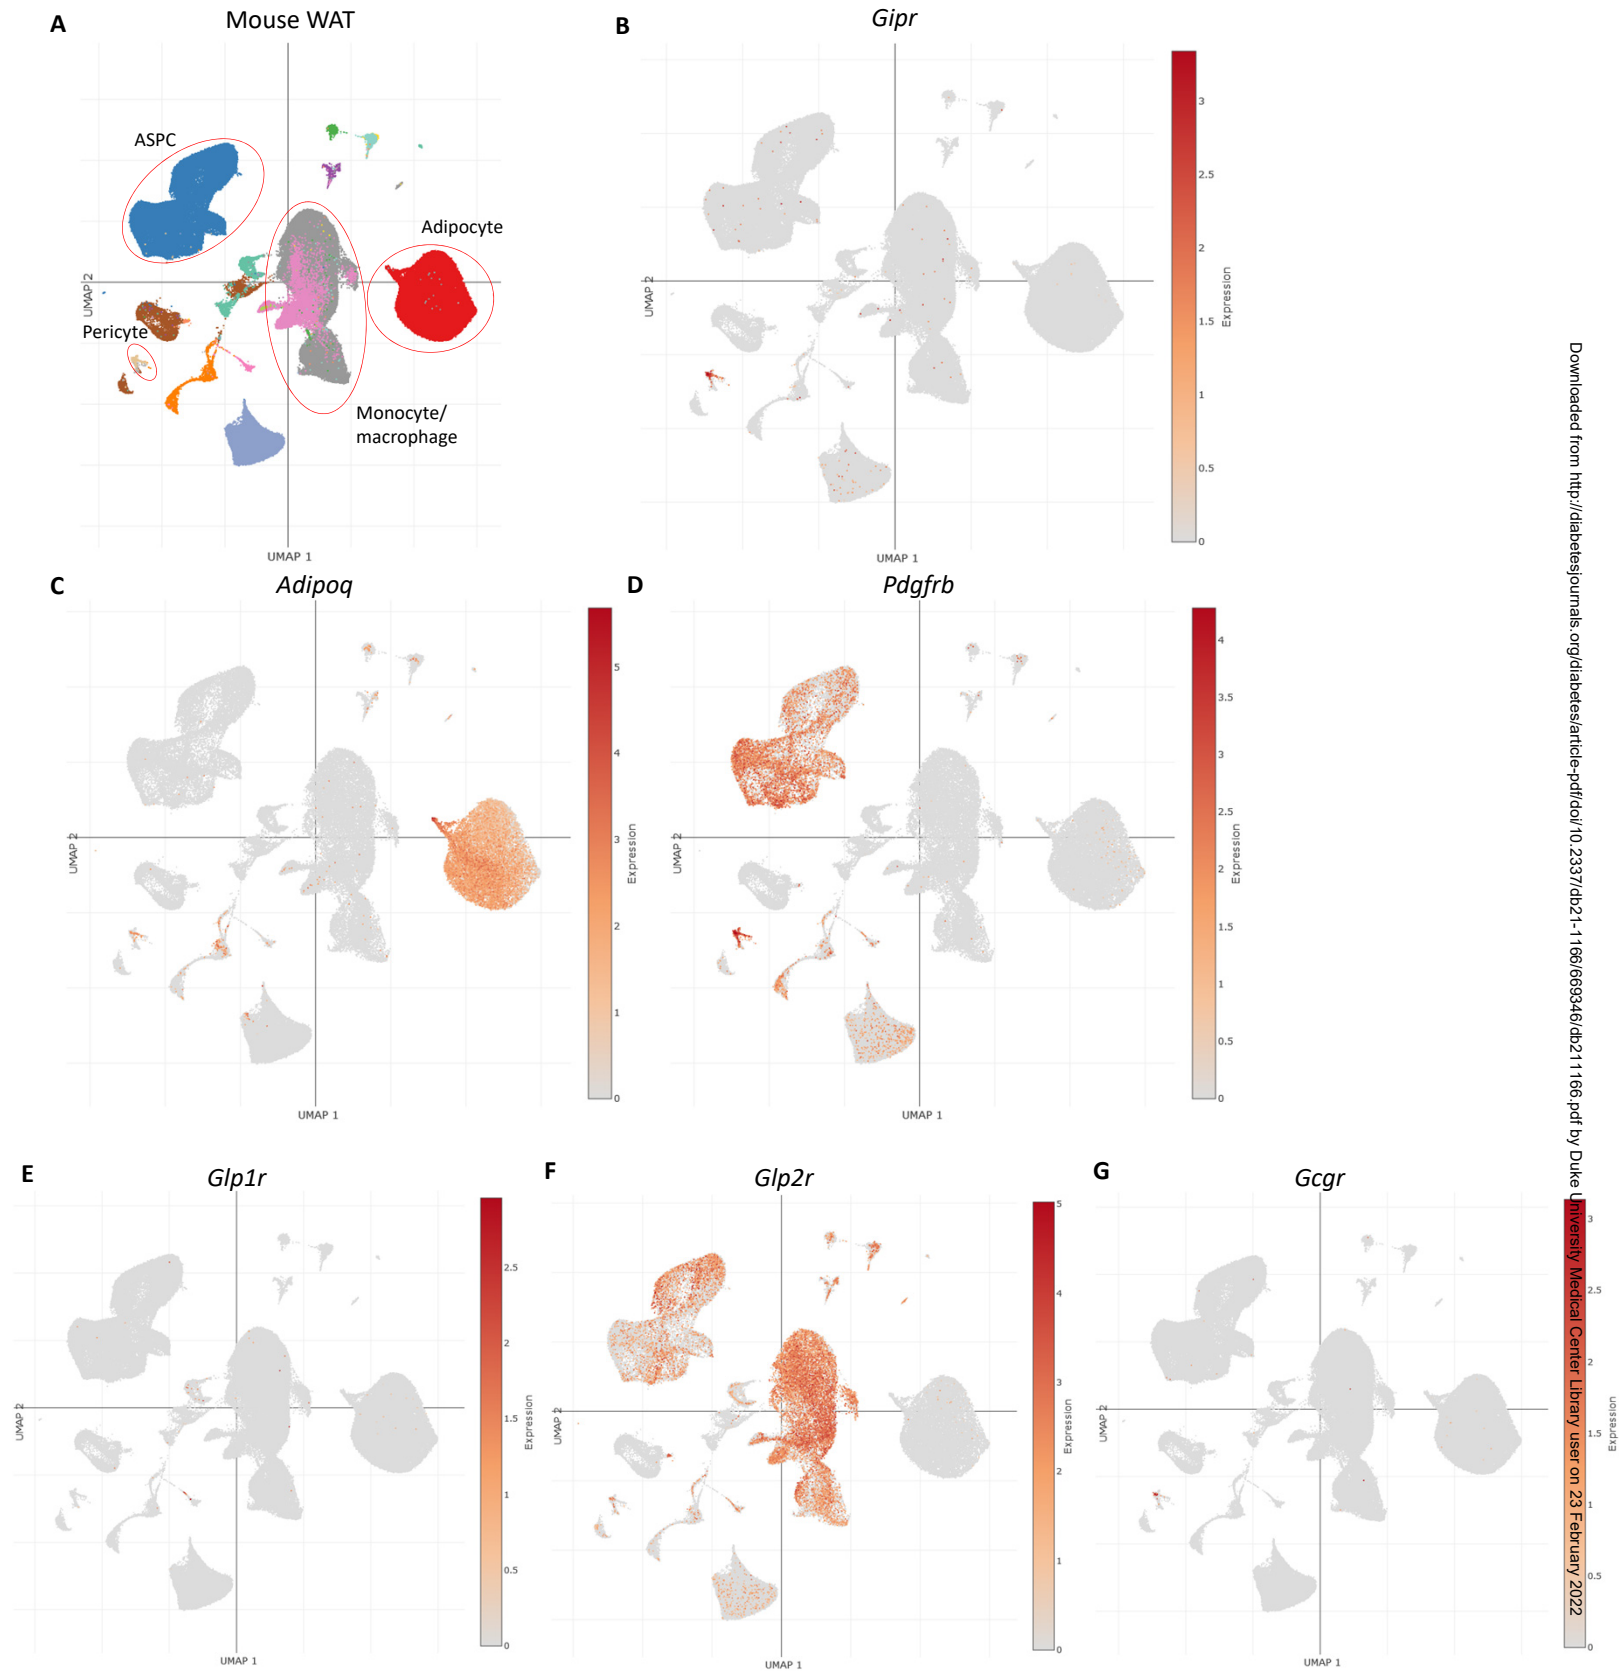 A
Mouse WAT
ASPC
Adipocyte
Pericyte
Monocyte/
macrophage
UMAP 2
UMAP 1
B
Gipr
3
2.5
2
1.5
1
0.5
0
Expression
UMAP 2
UMAP 1
C
Adipoq
5
4
3
2
1
0
Expression
UMAP 2
UMAP 1
D
Pdgfrb
4
3.5
3
2.5
2
1.5
1
0.5
0
Expression
UMAP 2
UMAP 1
E
Glp1r
2.5
2
1.5
1
0.5
0
Expression
UMAP 2
UMAP 1
F
Glp2r
5
4
3
2
1
0
Expression
UMAP 2
UMAP 1
G
Gcgr
3
2.5
2
1.5
1
0.5
0
Expression
UMAP 2
UMAP 1
Downloaded from http://diabetesjournals.org/diabetes/article-pdf/doi/10.2337/db21-1166/669346/db211166.pdf by Duke University Medical Center Library user on 23 February 2022